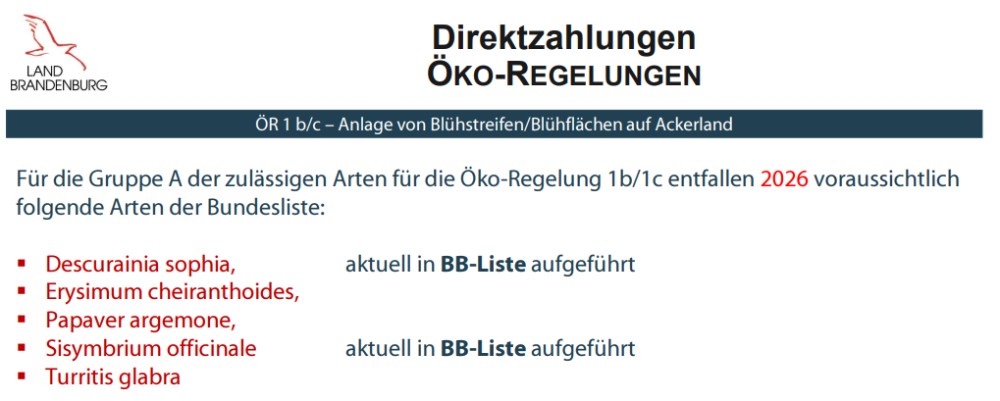 LAND
BRANDENBURG
Direktzahlungen
ÖKO-REGELUNGEN
ÖR 1 b/c – Anlage von Blühstreifen/Blühflächen auf Ackerland
Für die Gruppe A der zulässigen Arten für die Öko-Regelung 1b/1c entfallen 2026 voraussichtlich
folgende Arten der Bundesliste:
▪ Descurainia sophia, aktuell in BB-Liste aufgeführt
▪ Erysimum cheiranthoides,
▪ Papaver argemone,
▪ Sisymbrium officinale aktuell in BB-Liste aufgeführt
▪ Turritis glabra